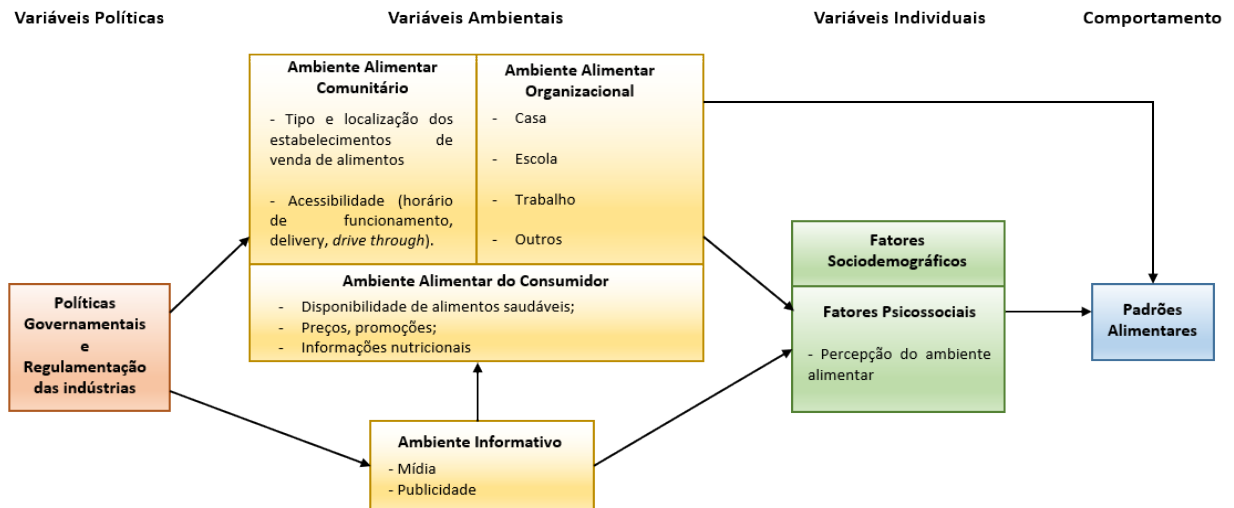 Variáveis Políticas
Variáveis Ambientais
Variáveis Individuais
Comportamento
Ambiente Alimentar
Comunitário
- Tipo e localização dos
estabelecimentos de
venda de alimentos
- Acessibilidade (horário
de funcionamento,
delivery, drive through).
Ambiente Alimentar
Organizacional
- Casa
- Escola
- Trabalho
- Outros
Ambiente Alimentar do Consumidor
- Disponibilidade de alimentos saudáveis;
- Preços, promoções;
- Informações nutricionais
Políticas
Governamentais
e
Regulamentação
das indústrias
Ambiente Informativo
- Mídia
- Publicidade
Fatores
Sociodemográficos
Fatores Psicossociais
- Percepção do ambiente
alimentar
Padrões
Alimentares